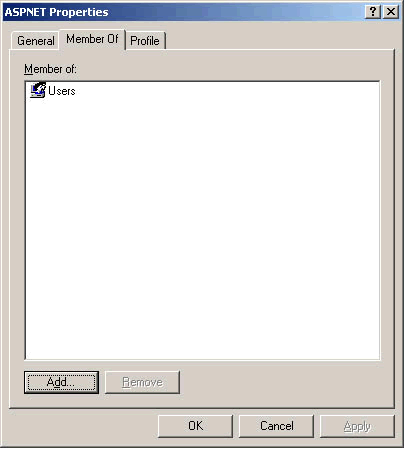 ASPNET Properties
General Member Of Profile
Member of:
Users
Add... Remove
OK Cancel Apply